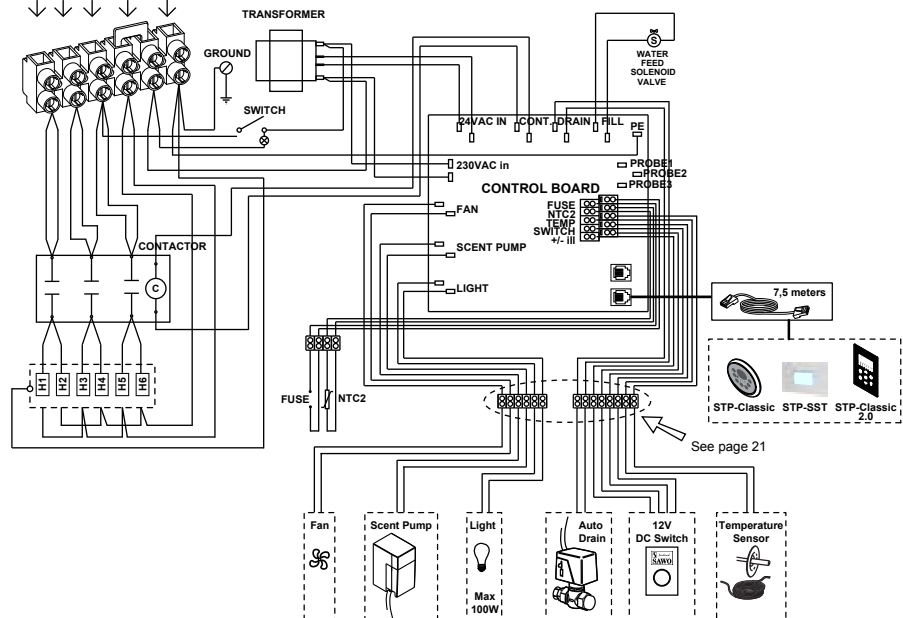 TRANSFORMER
GROUND
SWITCH
WATER
FEED
SOLENOID
VALVE
S
24VAC IN
CONT.
DRAIN
FILL
PE
230VAC in
PROBE1
PROBE2
PROBE3
CONTROL BOARD
FAN
FUSE
NTC2
TEMP
SWITCH
+/- ill
SCENT PUMP
LIGHT
CONTACTOR
C
7,5 meters
H1
H2
H3
H4
H5
H6
FUSE
NTC2
STP-Classic
STP-SST
STP-Classic
2.0
See page 21
Fan
Scent Pump
Light
Max
100W
Auto
Drain
12V
DC Switch
SAWO
Temperature
Sensor